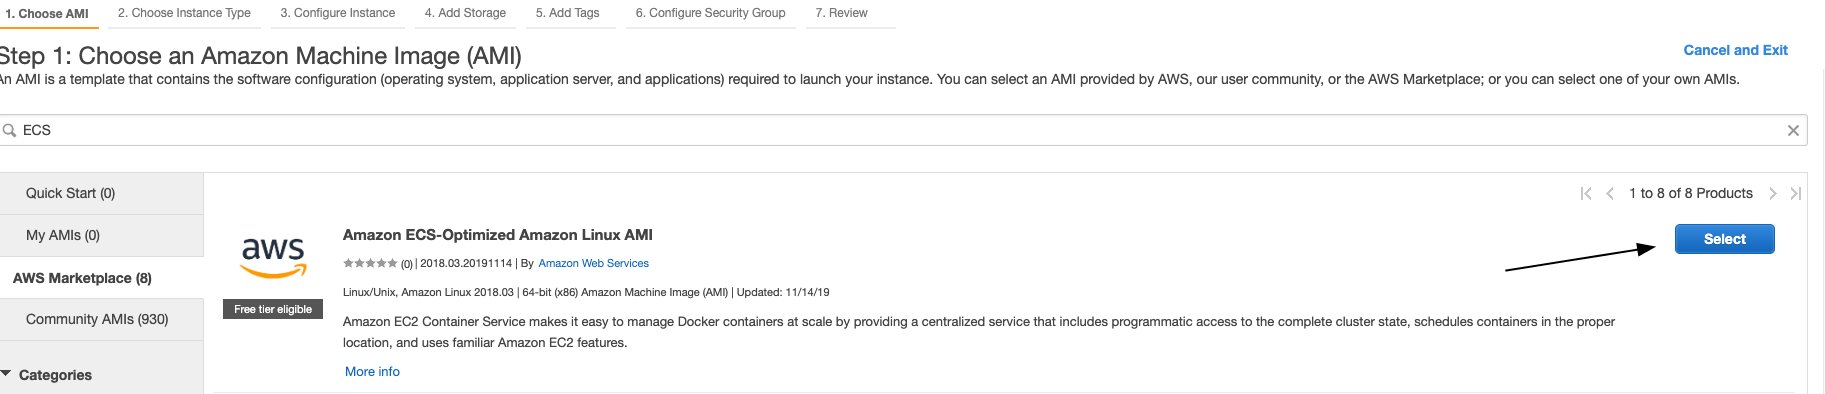 1. Choose AMI 2. Choose Instance Type 3. Configure Instance 4. Add Storage 5. Add Tags 6. Configure Security Group 7. Review
Step 1: Choose an Amazon Machine Image (AMI)
Cancel and Exit
An AMI is a template that contains the software configuration (operating system, application server, and applications) required to launch your instance. You can select an AMI provided by AWS, our user community, or the AWS Marketplace; or you can select one of your own AMIs.
ECS
Quick Start (0)
My AMIs (0)
AWS Marketplace (8)
Community AMIs (930)
Categories
1 to 8 of 8 Products
aws
Free tier eligible
Amazon ECS-Optimized Amazon Linux AMI
Select
(0) | 2018.03.20191114 | By Amazon Web Services
Linux/Unix, Amazon Linux 2018.03 | 64-bit (x86) Amazon Machine Image (AMI) | Updated: 11/14/19
Amazon EC2 Container Service makes it easy to manage Docker containers at scale by providing a centralized service that includes programmatic access to the complete cluster state, schedules containers in the proper
location, and uses familiar Amazon EC2 features.
More info